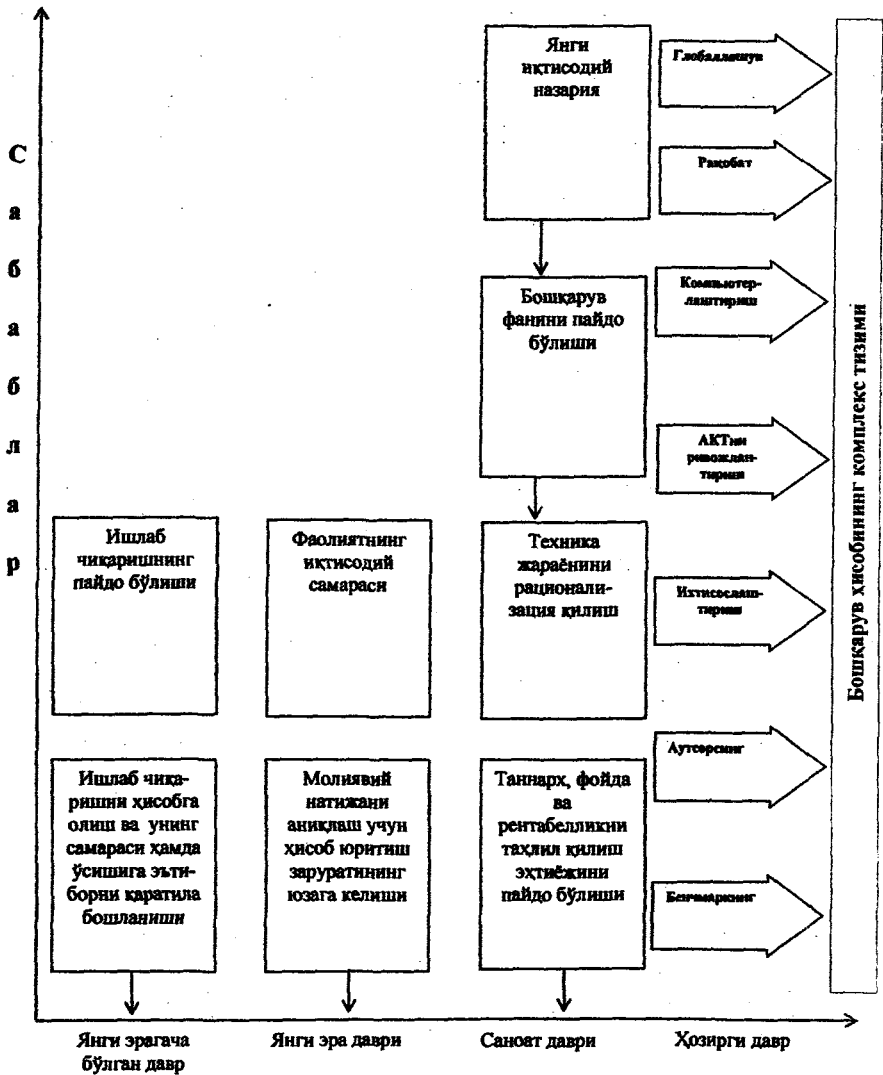 Сабаблар
Янги
иқтисодий
назария
Бошқарув
фанини пайдо
бўлиши
Ишлаб
чиқаришнинг
пайдо бўлиши
Фаолиятнинг
иқтисодий
самараси
Техника
жараёнини
рационали-
зация қилиш
Ишлаб чиқа-
ришни ҳисобга
олиш ва унинг
самараси ҳамда
ўсишига эъти-
борни қаратила
бошланиши
Молиявий
натижани
аниқлаш учун
ҳисоб юритиш
заруратининг
юзага келиши
Таннарх, фойда
ва
рентабелликни
таҳлил қилиш
эҳтиёжини
пайдо бўлиши
Глобаллашув
Рақобат
Компьютер-
лаштириш
АКТни
ривожлан-
тириш
Ихтисослаш-
тириш
Аутсорсинг
Бенчмаркинг
Бошқарув ҳисобининг комплекс тизими
Янги эрагача
бўлган давр
Янги эра даври
Саноат даври
Ҳозирги давр